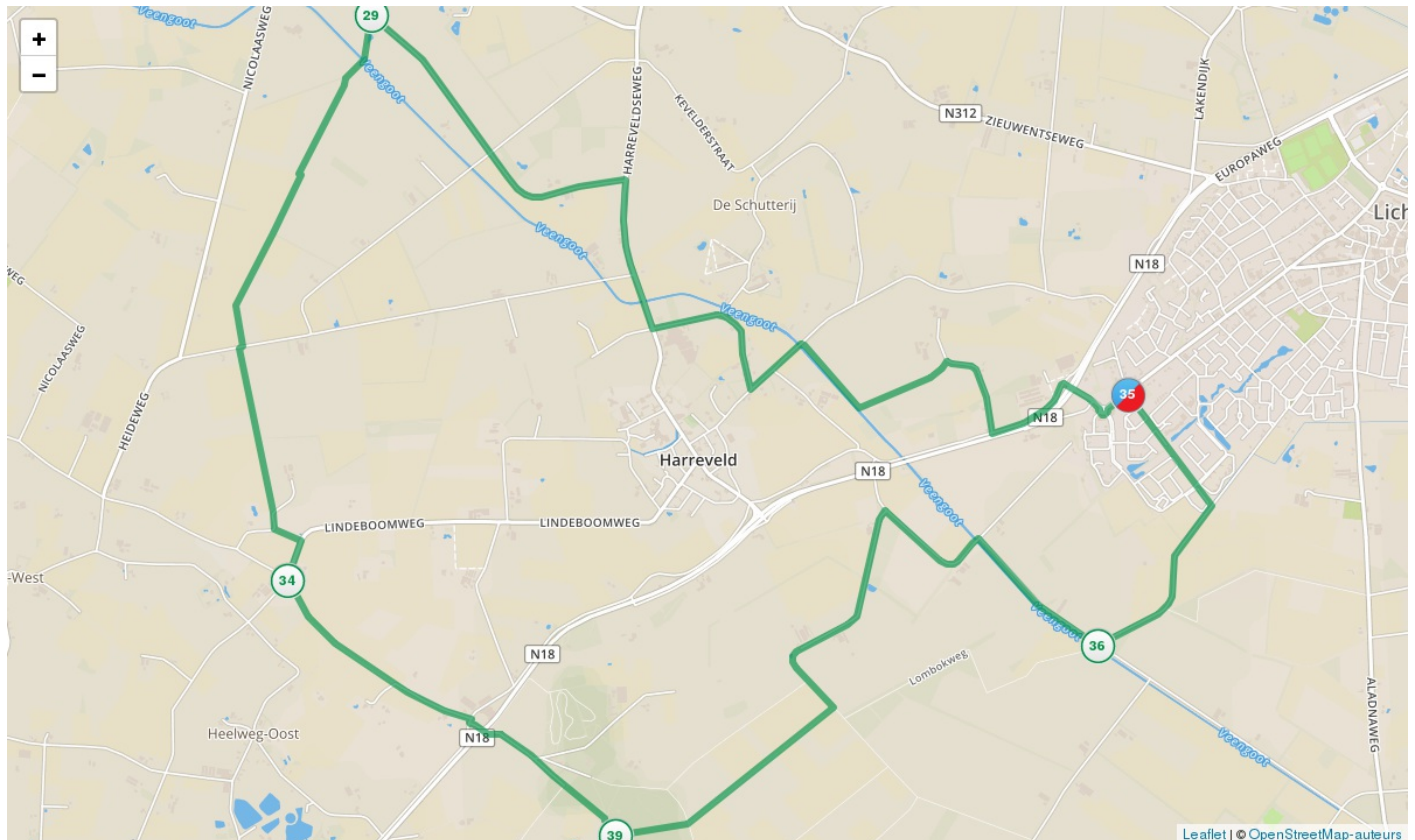 Veengoot
29
+
−
NICOLAASWEG
Veengoot
HARREVELDSEWEG
KEVELDERSTRAAT
N312
ZIEUWENTSEWEG
LAKENDIJK
EUROPAWEG
De Schutterij
Lich
Veengoot
N18
WEG
Veengoot
NICOLAASWEG
HEIDEWEG
35
N18
Harreveld
N18
Veengoot
LINDEBOOMWEG
LINDEBOOMWEG
-West
34
Veengoot
36
N18
Lombokweg
ALADNAWEG
Heelweg-Oost
N18
Veengoot
39
Leaflet | © OpenStreetMap-auteurs